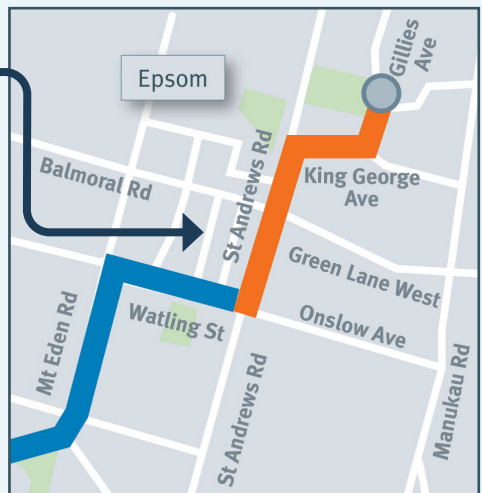 Gillies
Ave
Epsom
St Andrews Rd
Balmoral Rd
King George
Ave
Green Lane West
Watling St
Onslow Ave
Mt Eden Rd
St Andrews Rd
Manukau Rd